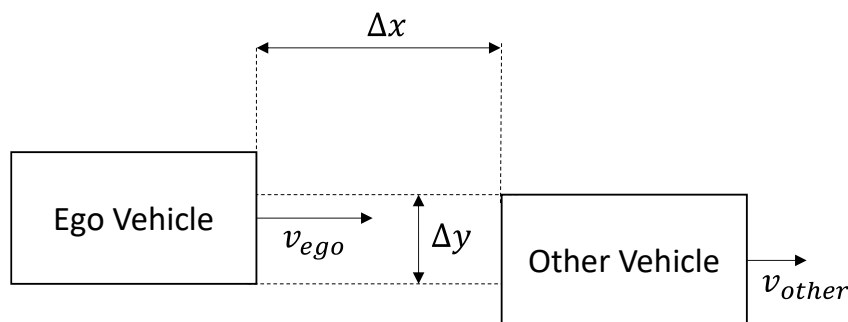 Δx
Ego Vehicle
v_ego
Δy
Other Vehicle
v_other